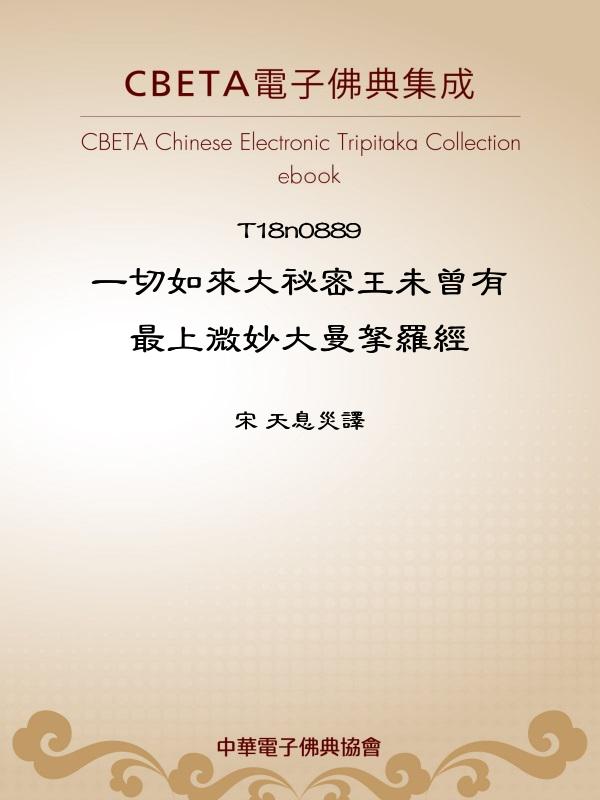 CBETA電子佛典集成
CBETA Chinese Electronic Tripitaka Collection
ebook
T18n0889
一切如來大祕密王未曾有
最上微妙大曼拏羅經
宋 天息災譯
中華電子佛典協會